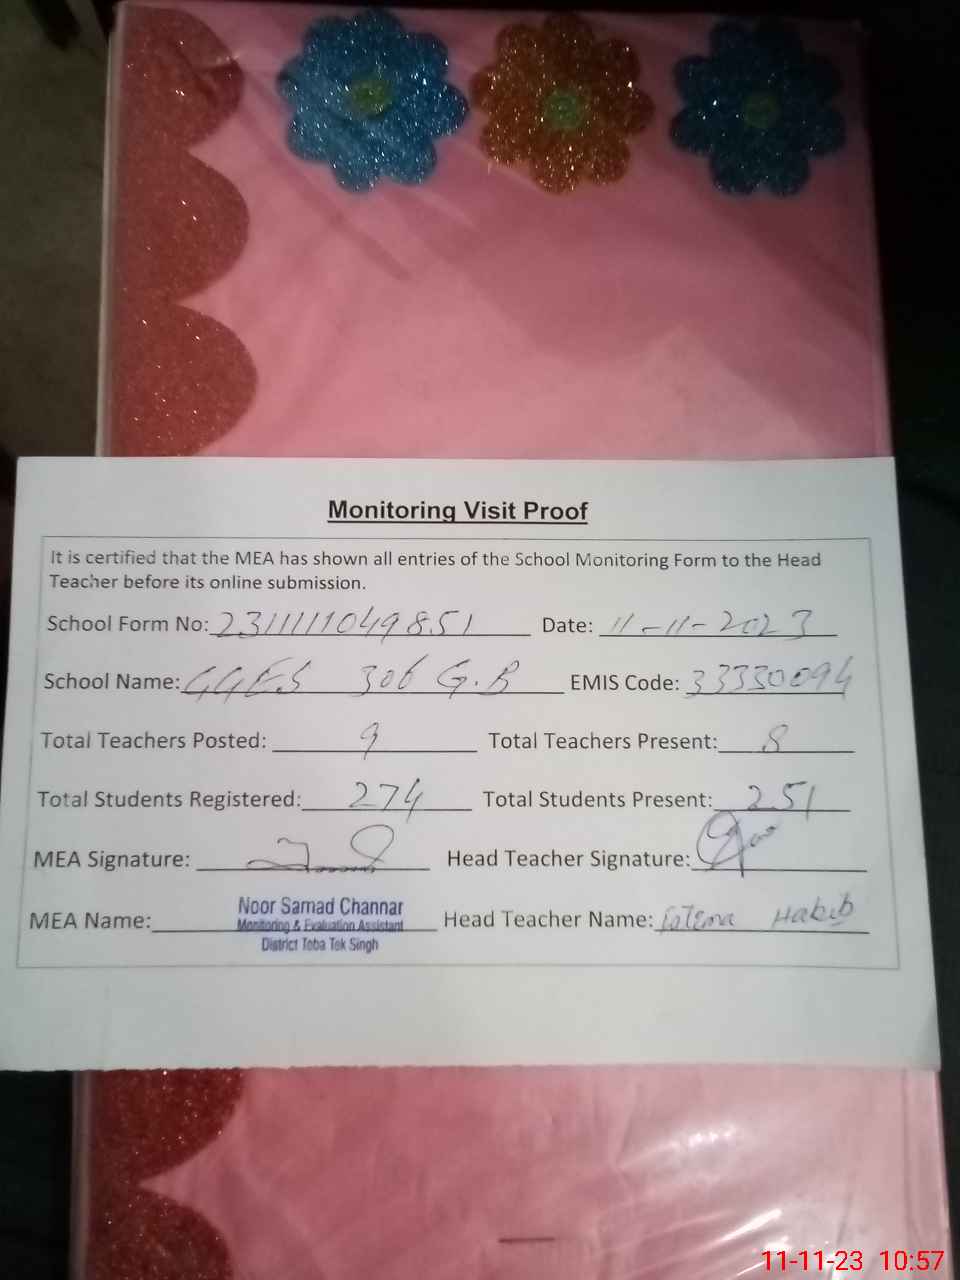 Monitoring Visit Proof
It is certified that the MEA has shown all entries of the School Monitoring Form to the Head
Teacher before its online submission.
School Form No: 2311111049851 Date: 11-11-2023
School Name: GGES 306 G.B EMIS Code: 33330094
Total Teachers Posted: 9 Total Teachers Present: 8
Total Students Registered: 274 Total Students Present: 251
MEA Signature: Head Teacher Signature:
MEA Name: Noor Samad Channar Head Teacher Name: Fatema Habib
Monitoring & Evaluation Assistant
District Toba Tek Singh
11-11-23 10:57